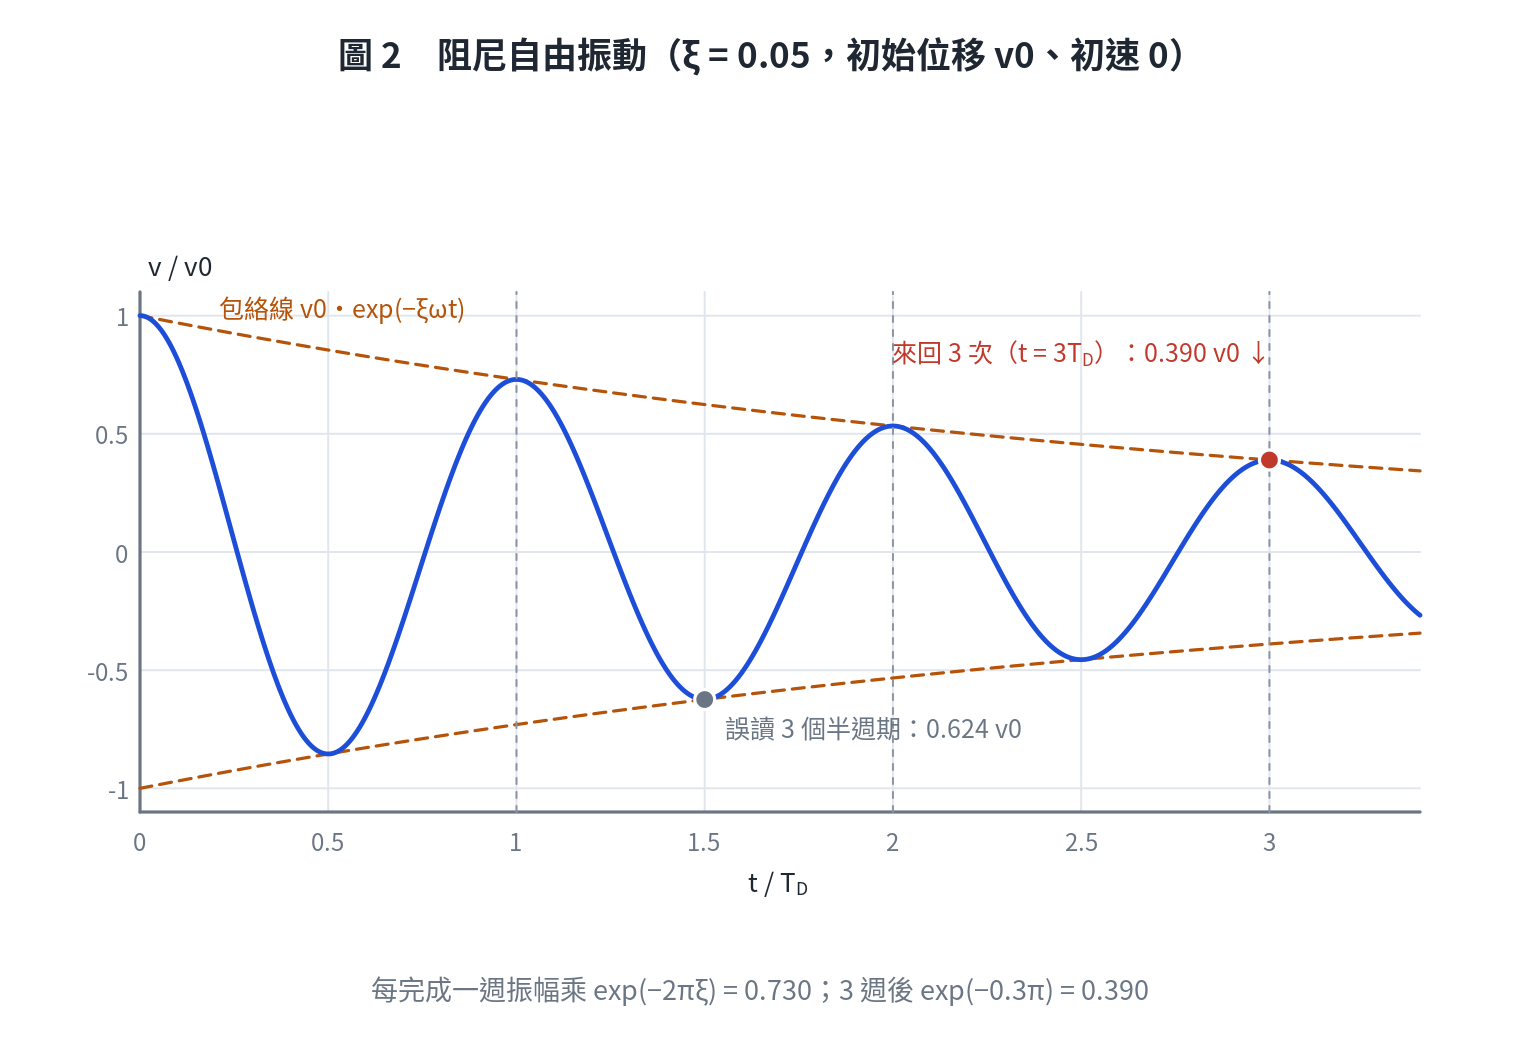 圖 2　阻尼自由振動（ξ = 0.05，初始位移 v0、初速 0）
v / v0
包絡線 v0・exp(−ξωt)
來回 3 次（t = 3T_D）：0.390 v0 ↓
誤讀 3 個半週期：0.624 v0
1
0.5
0
-0.5
-1
0 0.5 1 1.5 2 2.5 3
t / T_D
每完成一週振幅乘 exp(−2πξ) = 0.730；3 週後 exp(−0.3π) = 0.390